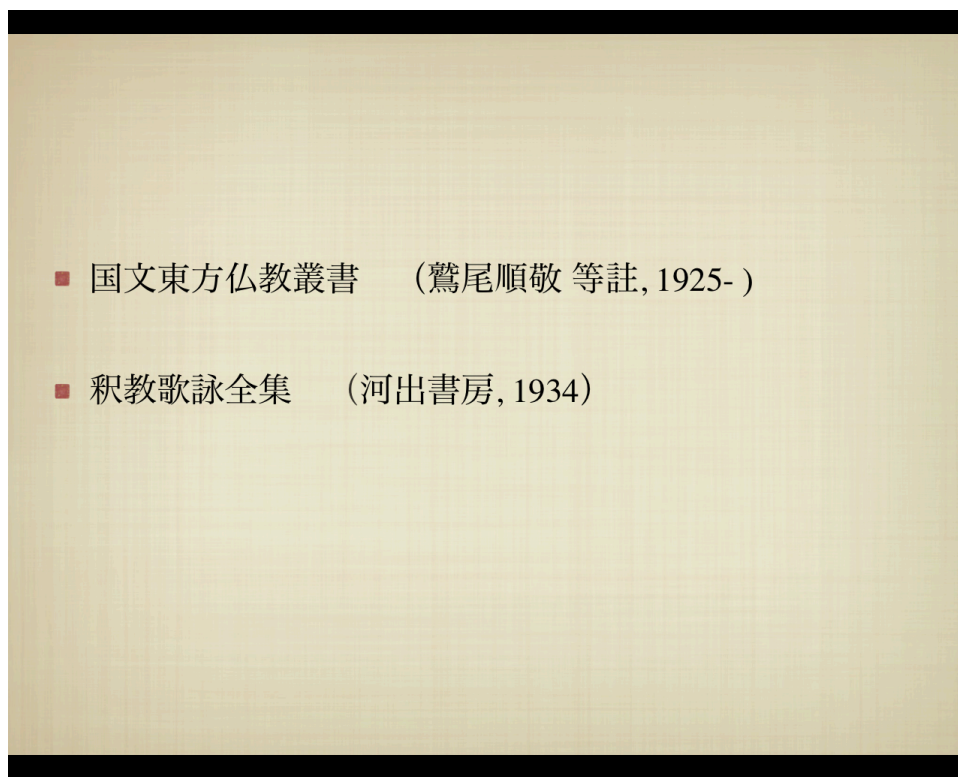 国文東方仏教叢書　（鷲尾順敬 等註, 1925- )
釈教歌詠全集　（河出書房, 1934）